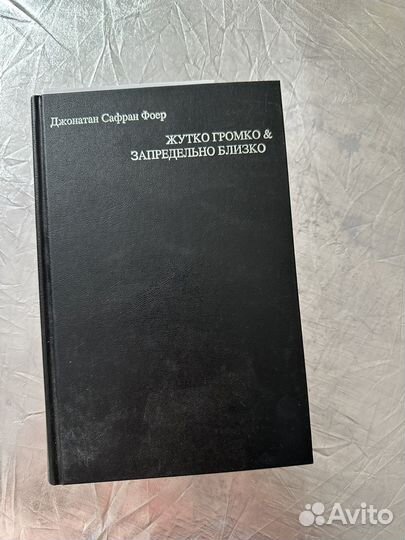 Джонатан Сафран Фоер
ЖУТКО ГРОМКО &
ЗАПРЕДЕЛЬНО БЛИЗКО
Avito